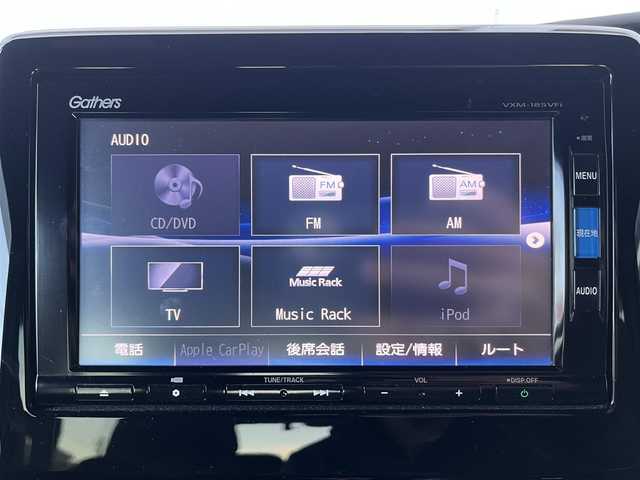 Gathers
VXM-185VFi
画面
AUDIO
MENU
CD/DVD
FM
FM
AM
AM
現在地
TV
Music Rack
Music Rack
iPod
AUDIO
電話 Apple CarPlay 後席会話 設定/情報 ルート
TUNE/TRACK
VOL
DISP.OFF